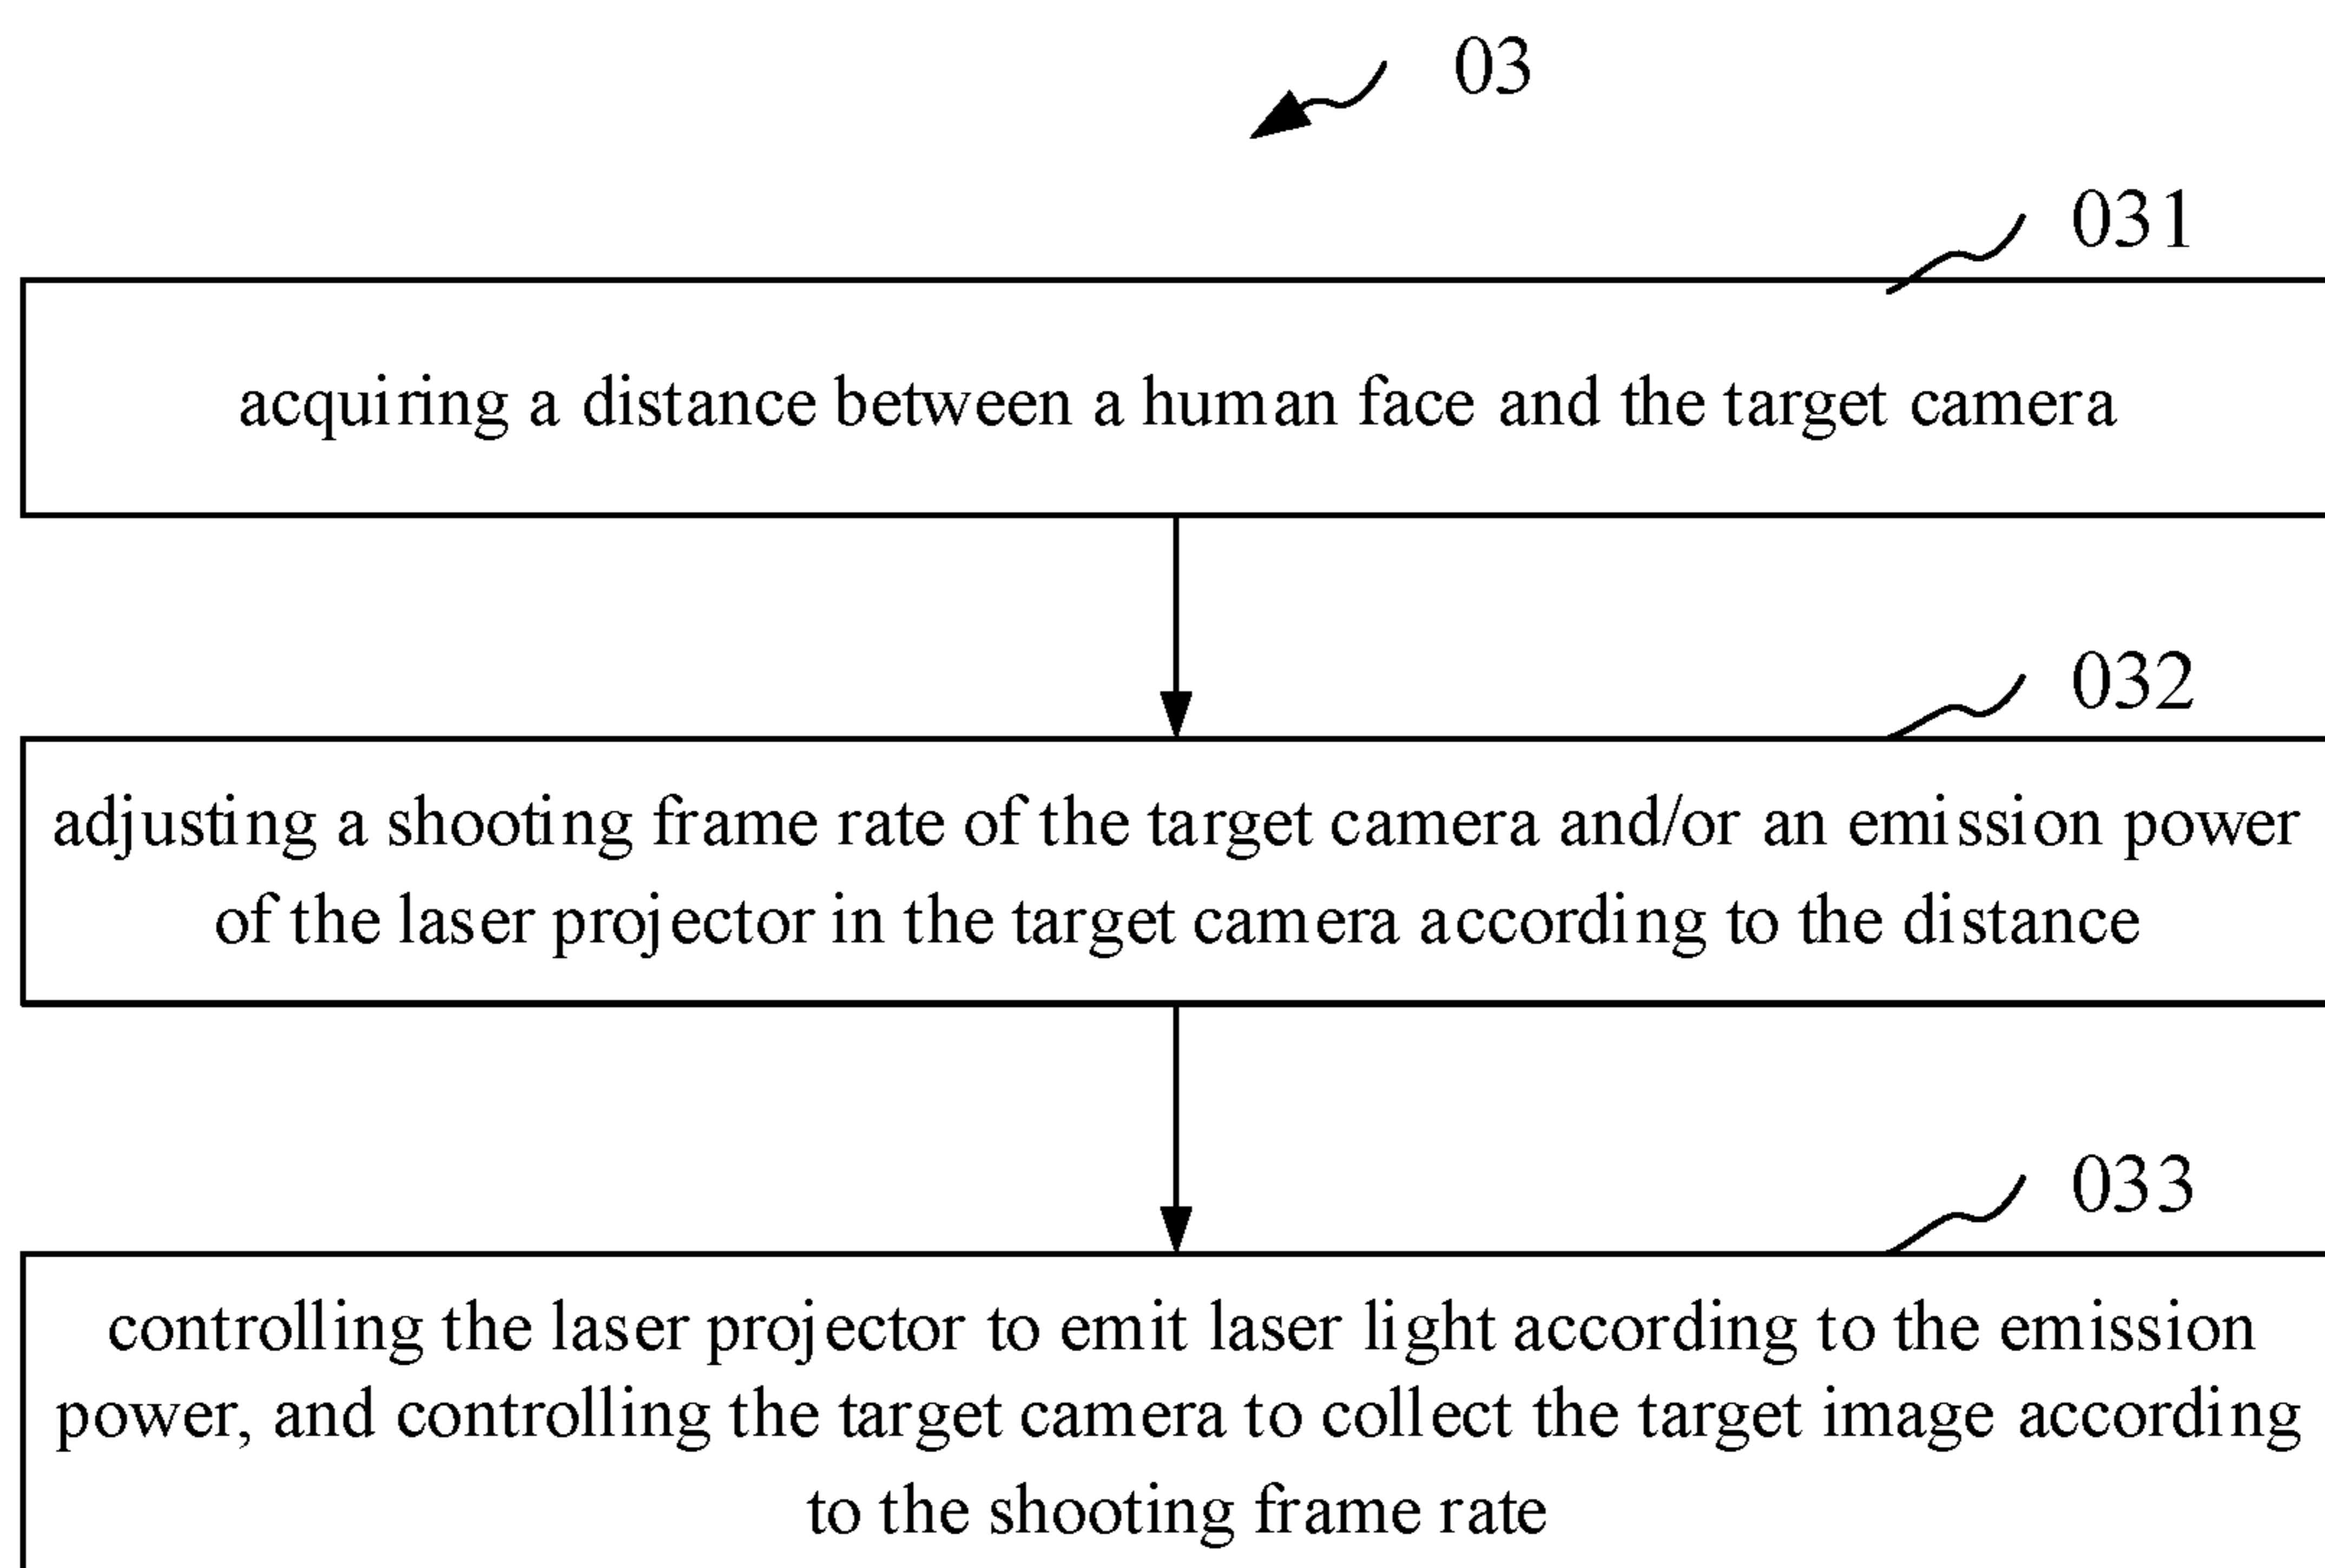 03
031
acquiring a distance between a human face and the target camera
032
adjusting a shooting frame rate of the target camera and/or an emission power
of the laser projector in the target camera according to the distance
033
controlling the laser projector to emit laser light according to the emission
power, and controlling the target camera to collect the target image according
to the shooting frame rate